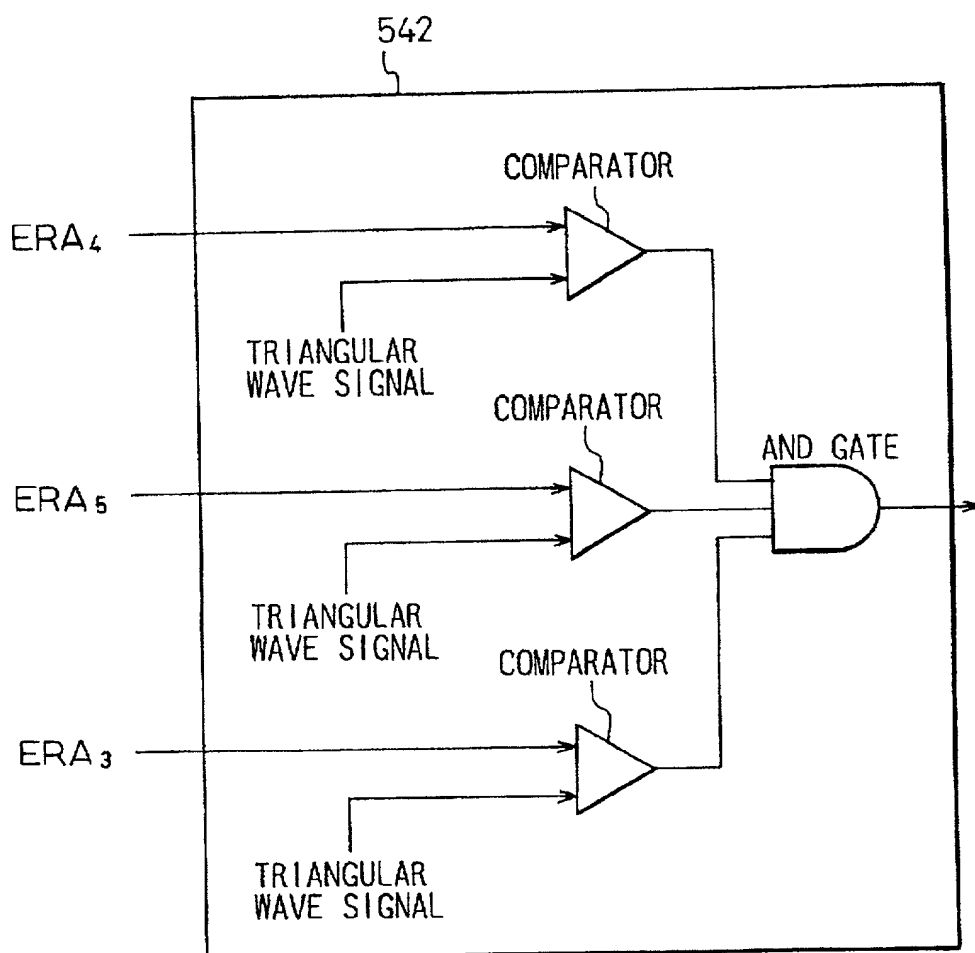 542
COMPARATOR
ERA4
TRIANGULAR
WAVE SIGNAL
COMPARATOR
AND GATE
ERA5
TRIANGULAR
WAVE SIGNAL
COMPARATOR
ERA3
TRIANGULAR
WAVE SIGNAL